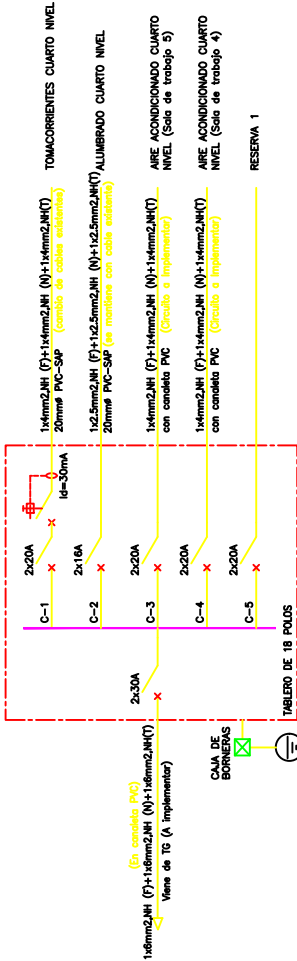 1x4mm2,NH (F)+1x4mm2,NH (N)+1x4mm2,NH(T)
20mmø PVC-SAP (cambio de cables existentes)
TOMACORRIENTES CUARTO NIVEL
Id=30mA
2x20A
C-1
1x2.5mm2,NH (F)+1x2.5mm2,NH (N)+1x2.5mm2,NH(T)
20mmø PVC-SAP (se mantiene con cable existente)
ALUMBRADO CUARTO NIVEL
2x16A
C-2
1x4mm2,NH (F)+1x4mm2,NH (N)+1x4mm2,NH(T)
con canaleta PVC (Circuito a implementar)
AIRE ACONDICIONADO CUARTO
NIVEL (Sala de trabajo 5)
2x20A
C-3
1x4mm2,NH (F)+1x4mm2,NH (N)+1x4mm2,NH(T)
con canaleta PVC (Circuito a implementar)
AIRE ACONDICIONADO CUARTO
NIVEL (Sala de trabajo 4)
2x20A
C-4
RESERVA 1
2x20A
C-5
2x30A
TABLERO DE 18 POLOS
(En canaleta PVC)
1x6mm2,NH (F)+1x6mm2,NH (N)+1x6mm2,NH(T)
Viene de TG (A implementar)
CAJA DE
BORNERAS